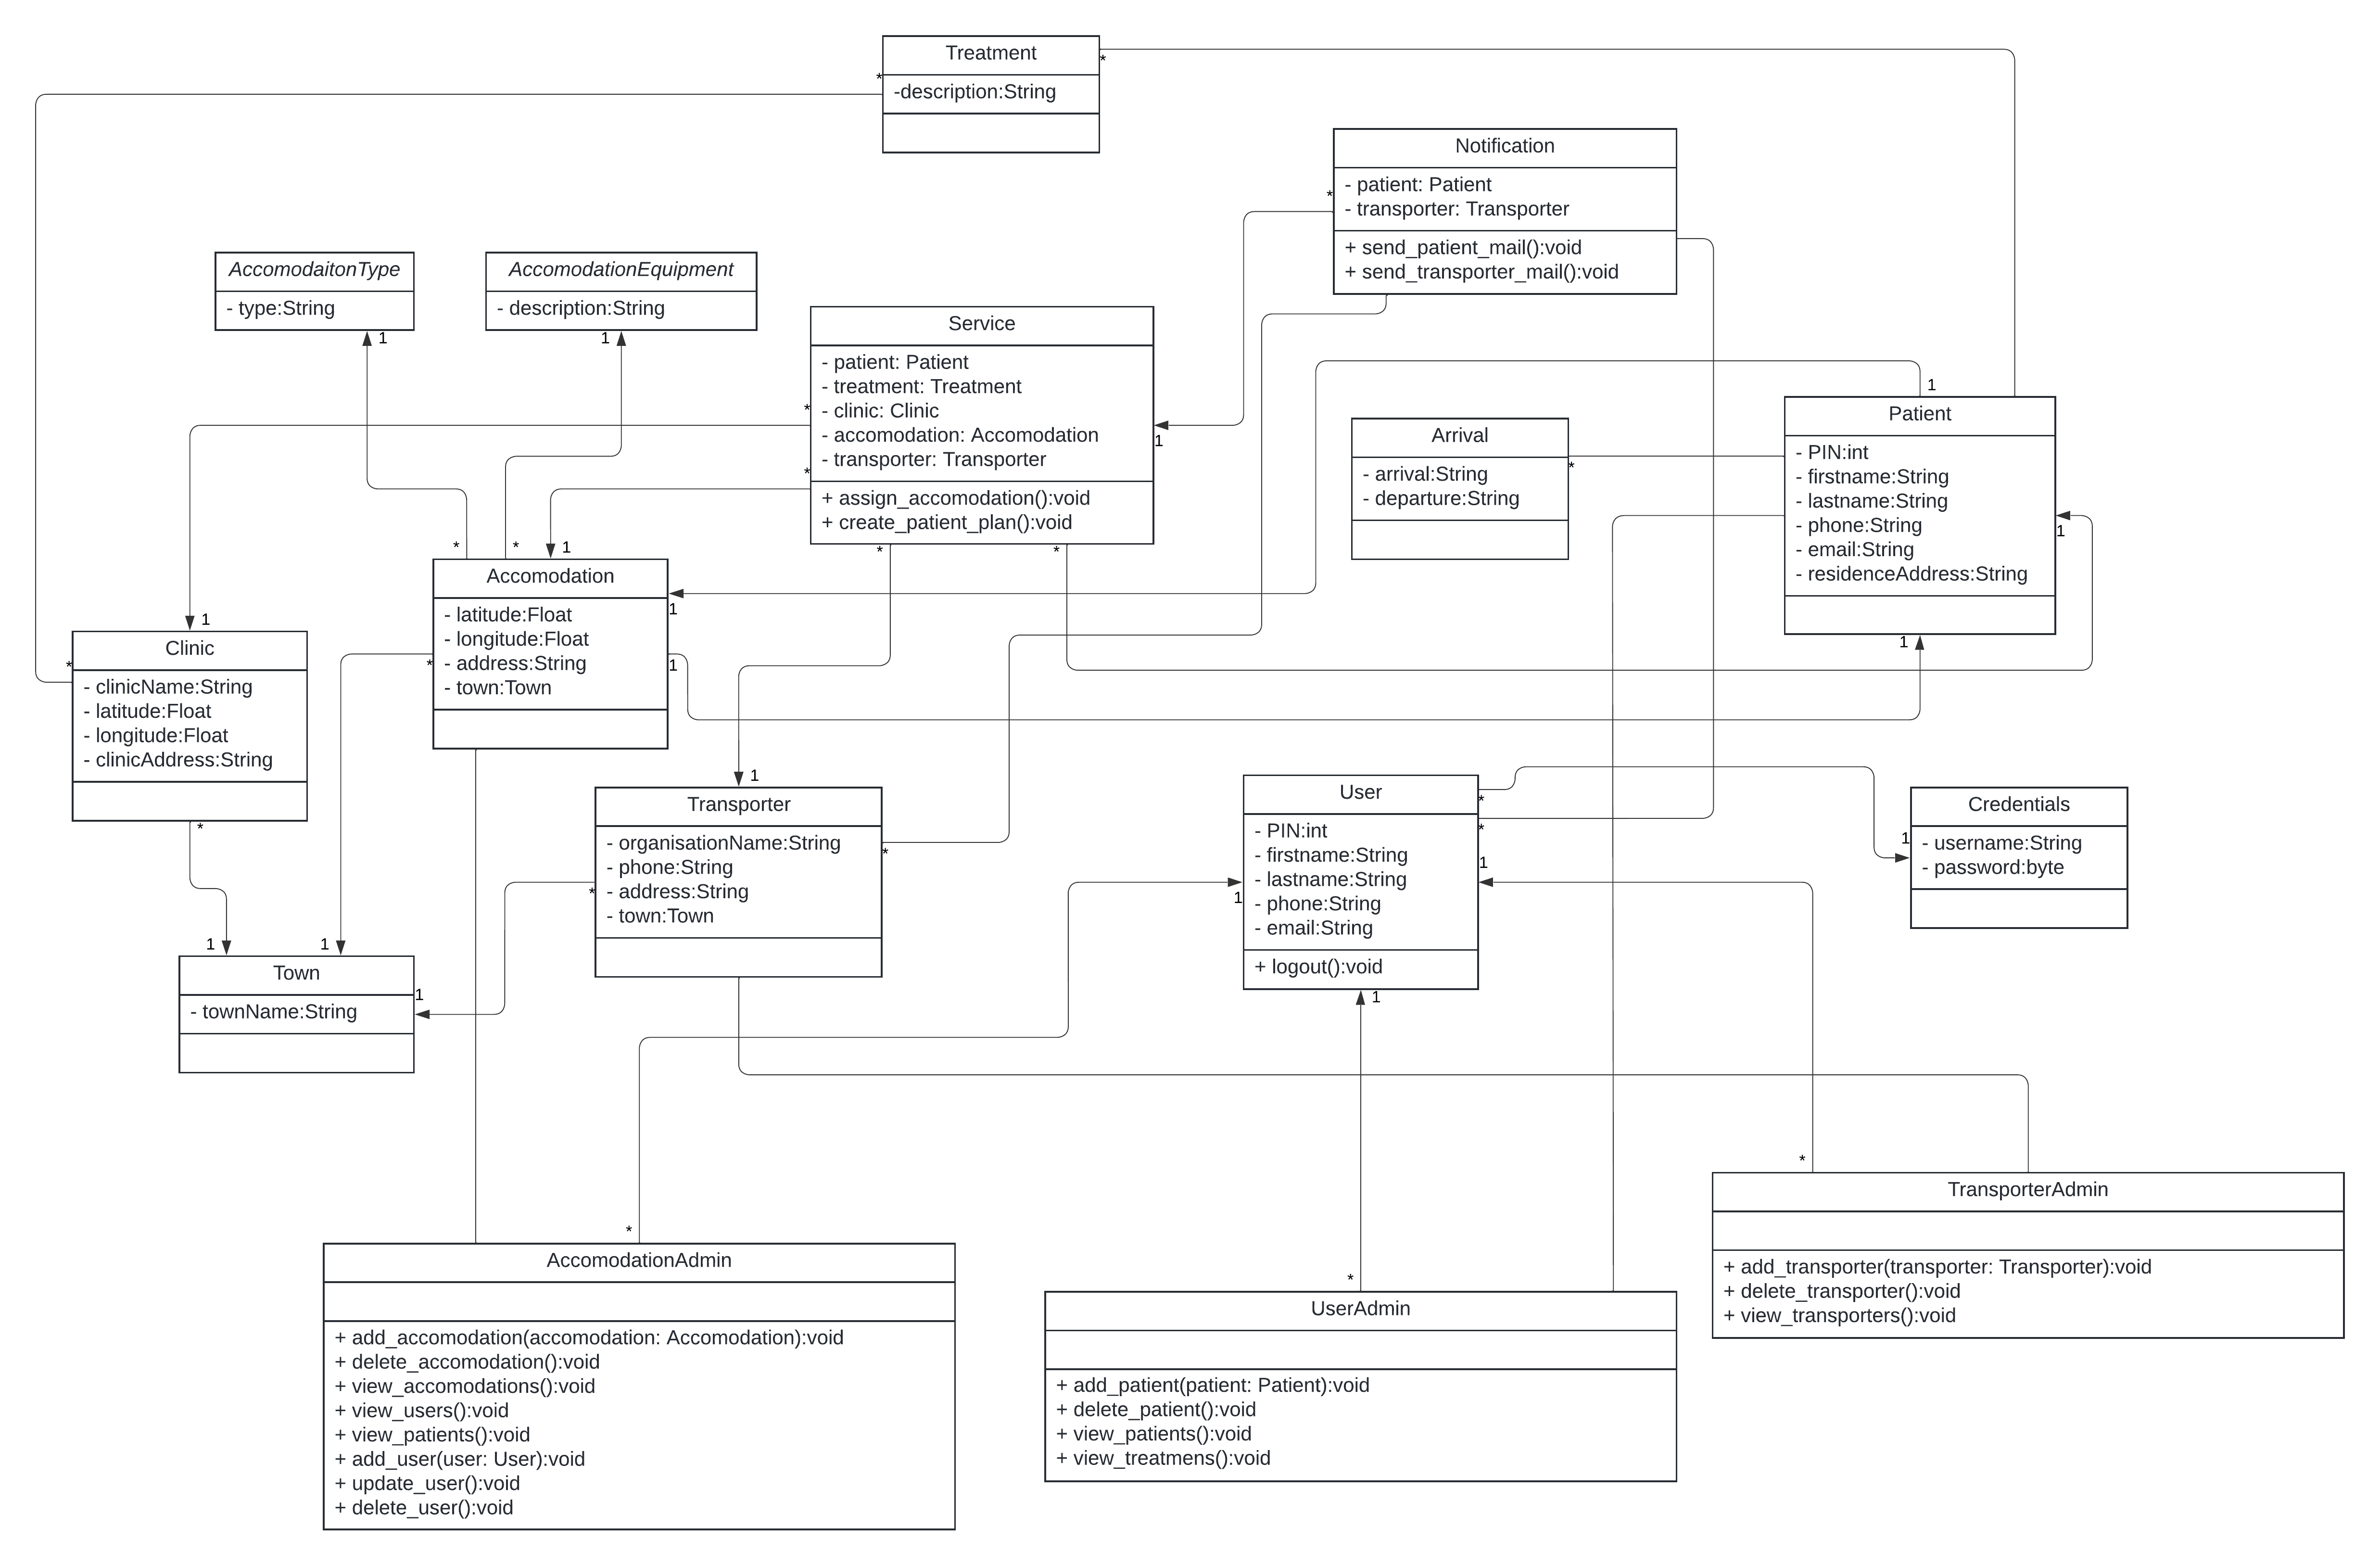 Treatment
-description:String
*
*
Notification
- patient: Patient
- transporter: Transporter
+ send_patient_mail():void
+ send_transporter_mail():void
*
AccomodaitonType
- type:String
1
AccomodationEquipment
- description:String
1
Service
- patient: Patient
- treatment: Treatment
- clinic: Clinic
- accomodation: Accomodation
- transporter: Transporter
+ assign_accomodation():void
+ create_patient_plan():void
*
*
1
*
*
Arrival
- arrival:String
- departure:String
*
1
Patient
- PIN:int
- firstname:String
- lastname:String
- phone:String
- email:String
- residenceAddress:String
1
1
*
*
1
Accomodation
- latitude:Float
- longitude:Float
- address:String
- town:Town
1
1
*
1
Clinic
- clinicName:String
- latitude:Float
- longitude:Float
- clinicAddress:String
*
*
1
Transporter
- organisationName:String
- phone:String
- address:String
- town:Town
*
*
User
- PIN:int
- firstname:String
- lastname:String
- phone:String
- email:String
+ logout():void
*
*
1
1
1
Credentials
- username:String
- password:byte
1
1
1
Town
- townName:String
1
*
TransporterAdmin
+ add_transporter(transporter: Transporter):void
+ delete_transporter():void
+ view_transporters():void
*
AccomodationAdmin
+ add_accomodation(accomodation: Accomodation):void
+ delete_accomodation():void
+ view_accomodations():void
+ view_users():void
+ view_patients():void
+ add_user(user: User):void
+ update_user():void
+ delete_user():void
*
UserAdmin
+ add_patient(patient: Patient):void
+ delete_patient():void
+ view_patients():void
+ view_treatmens():void